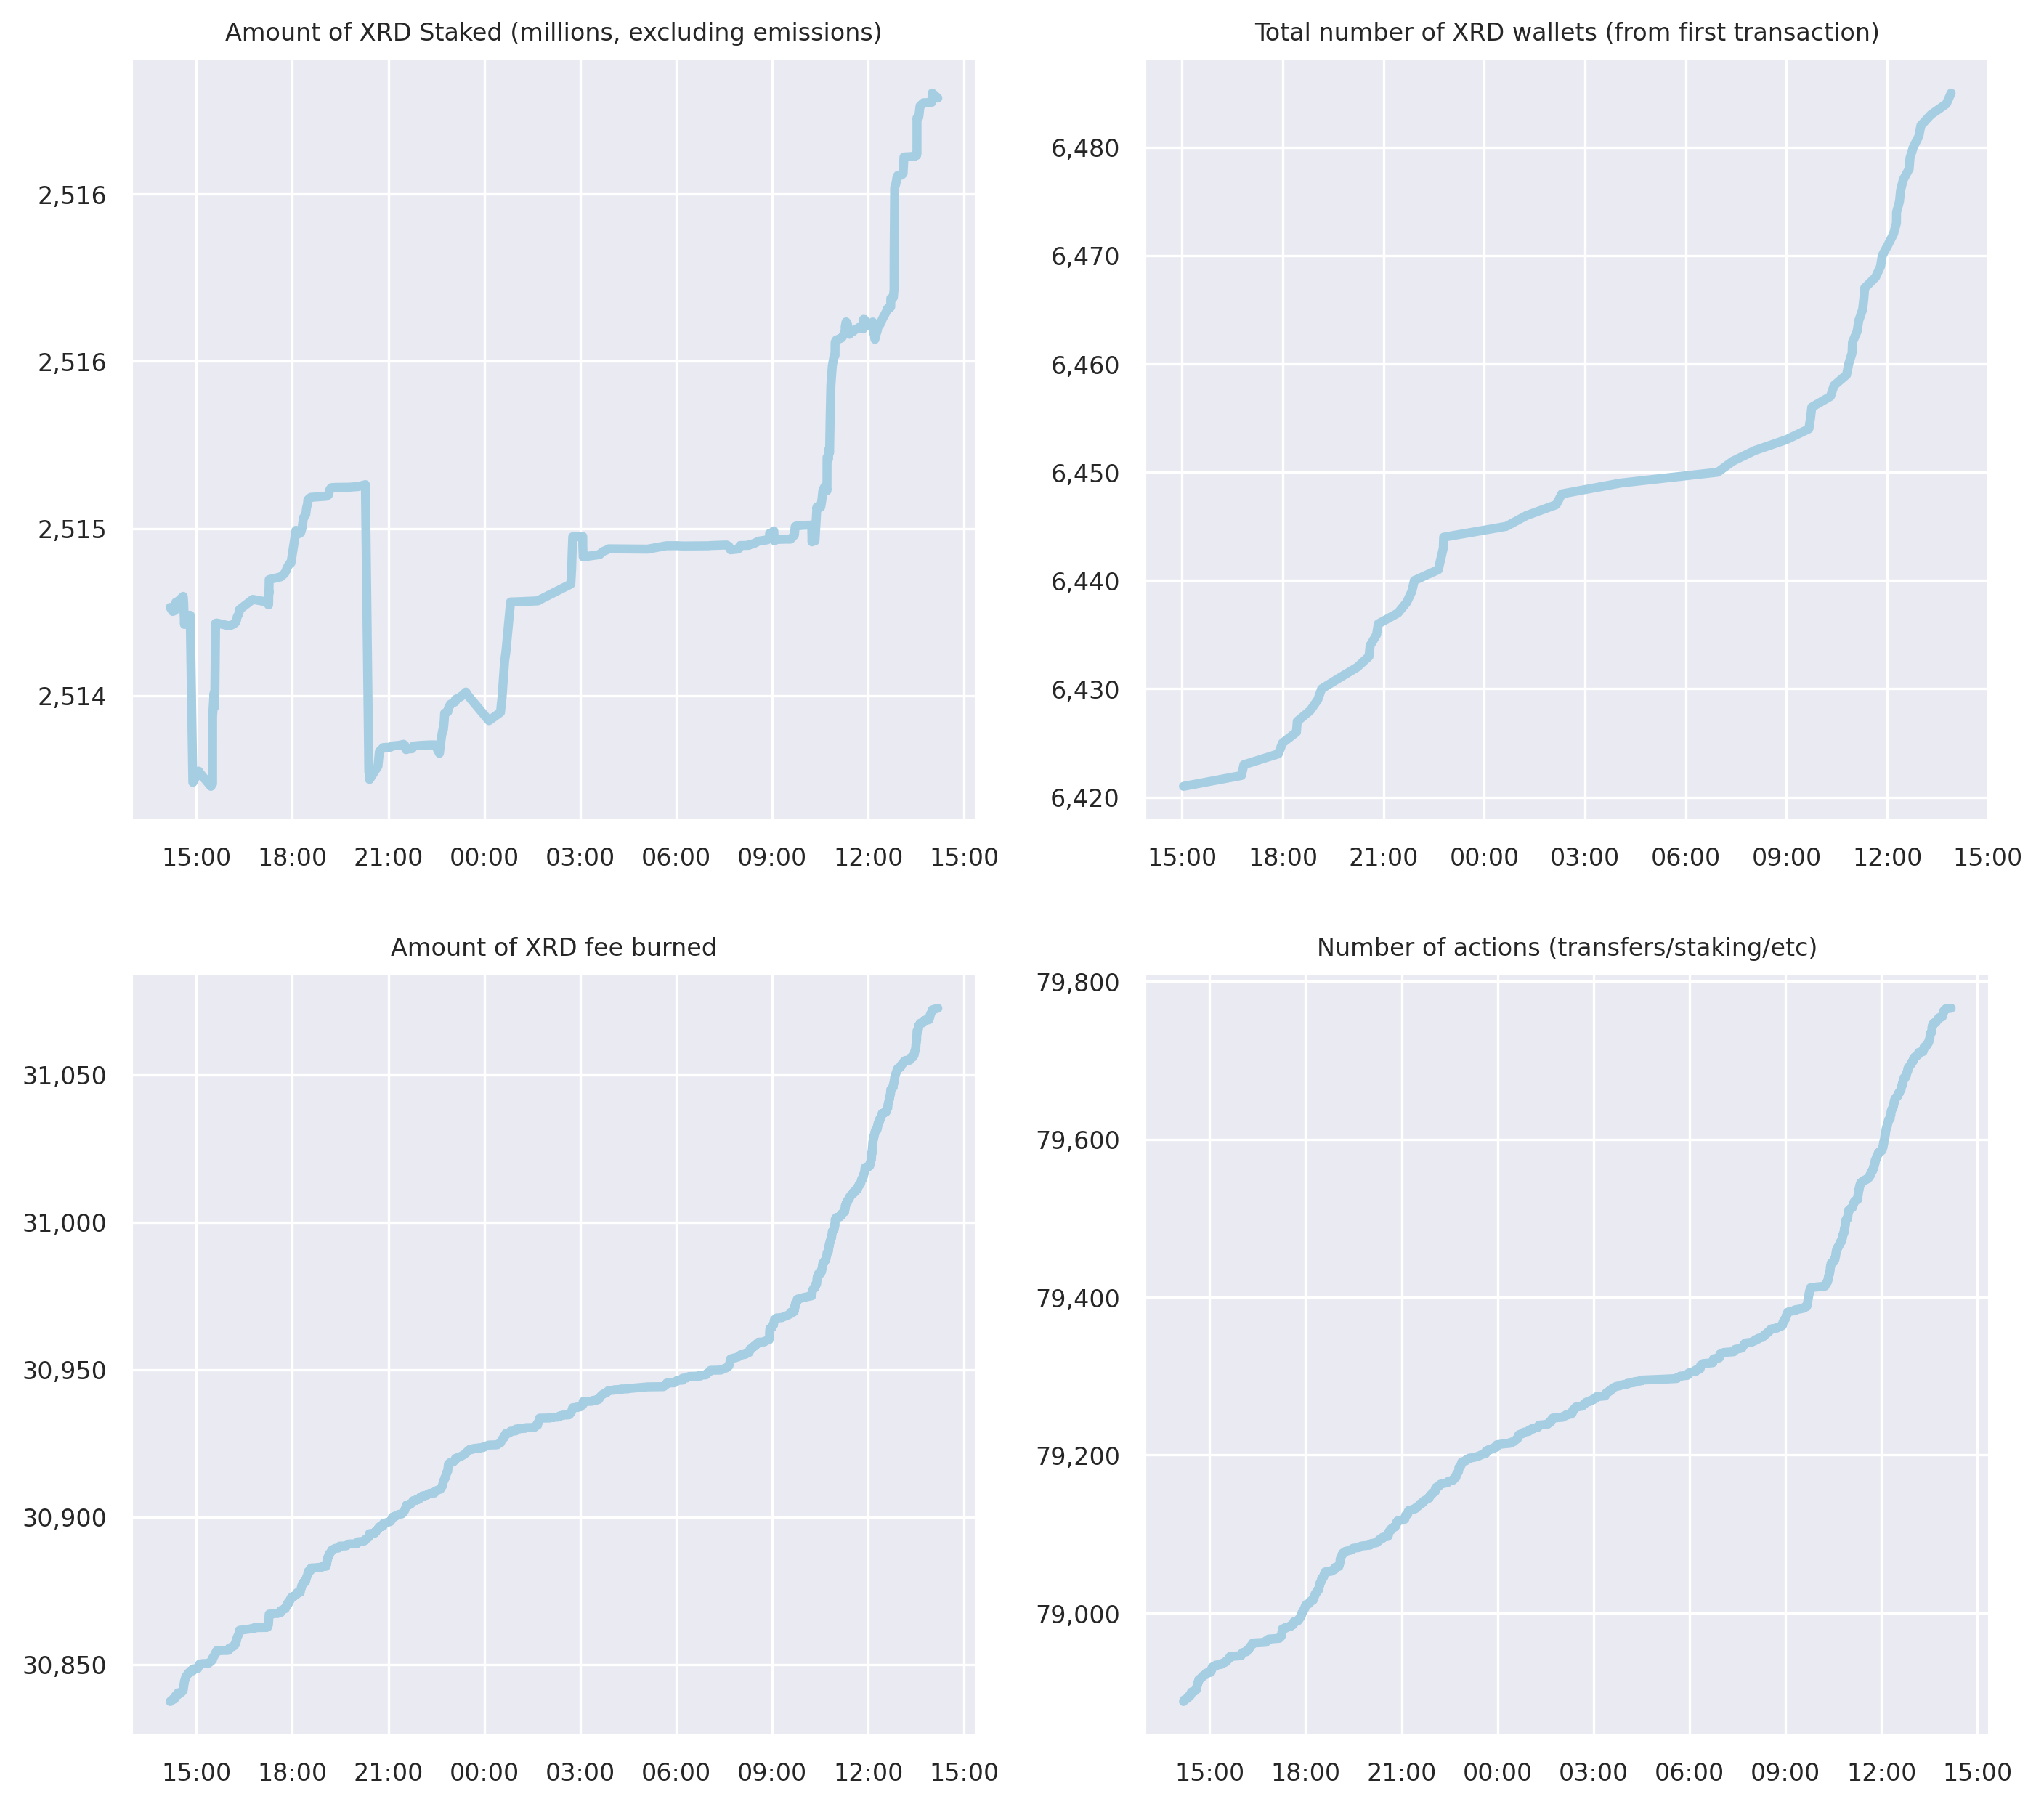 Amount of XRD Staked (millions, excluding emissions)
2,516
2,516
2,515
2,514
15:00 18:00 21:00 00:00 03:00 06:00 09:00 12:00 15:00
Total number of XRD wallets (from first transaction)
6,480
6,470
6,460
6,450
6,440
6,430
6,420
15:00 18:00 21:00 00:00 03:00 06:00 09:00 12:00 15:00
Amount of XRD fee burned
31,050
31,000
30,950
30,900
30,850
15:00 18:00 21:00 00:00 03:00 06:00 09:00 12:00 15:00
Number of actions (transfers/staking/etc)
79,800
79,600
79,400
79,200
79,000
15:00 18:00 21:00 00:00 03:00 06:00 09:00 12:00 15:00